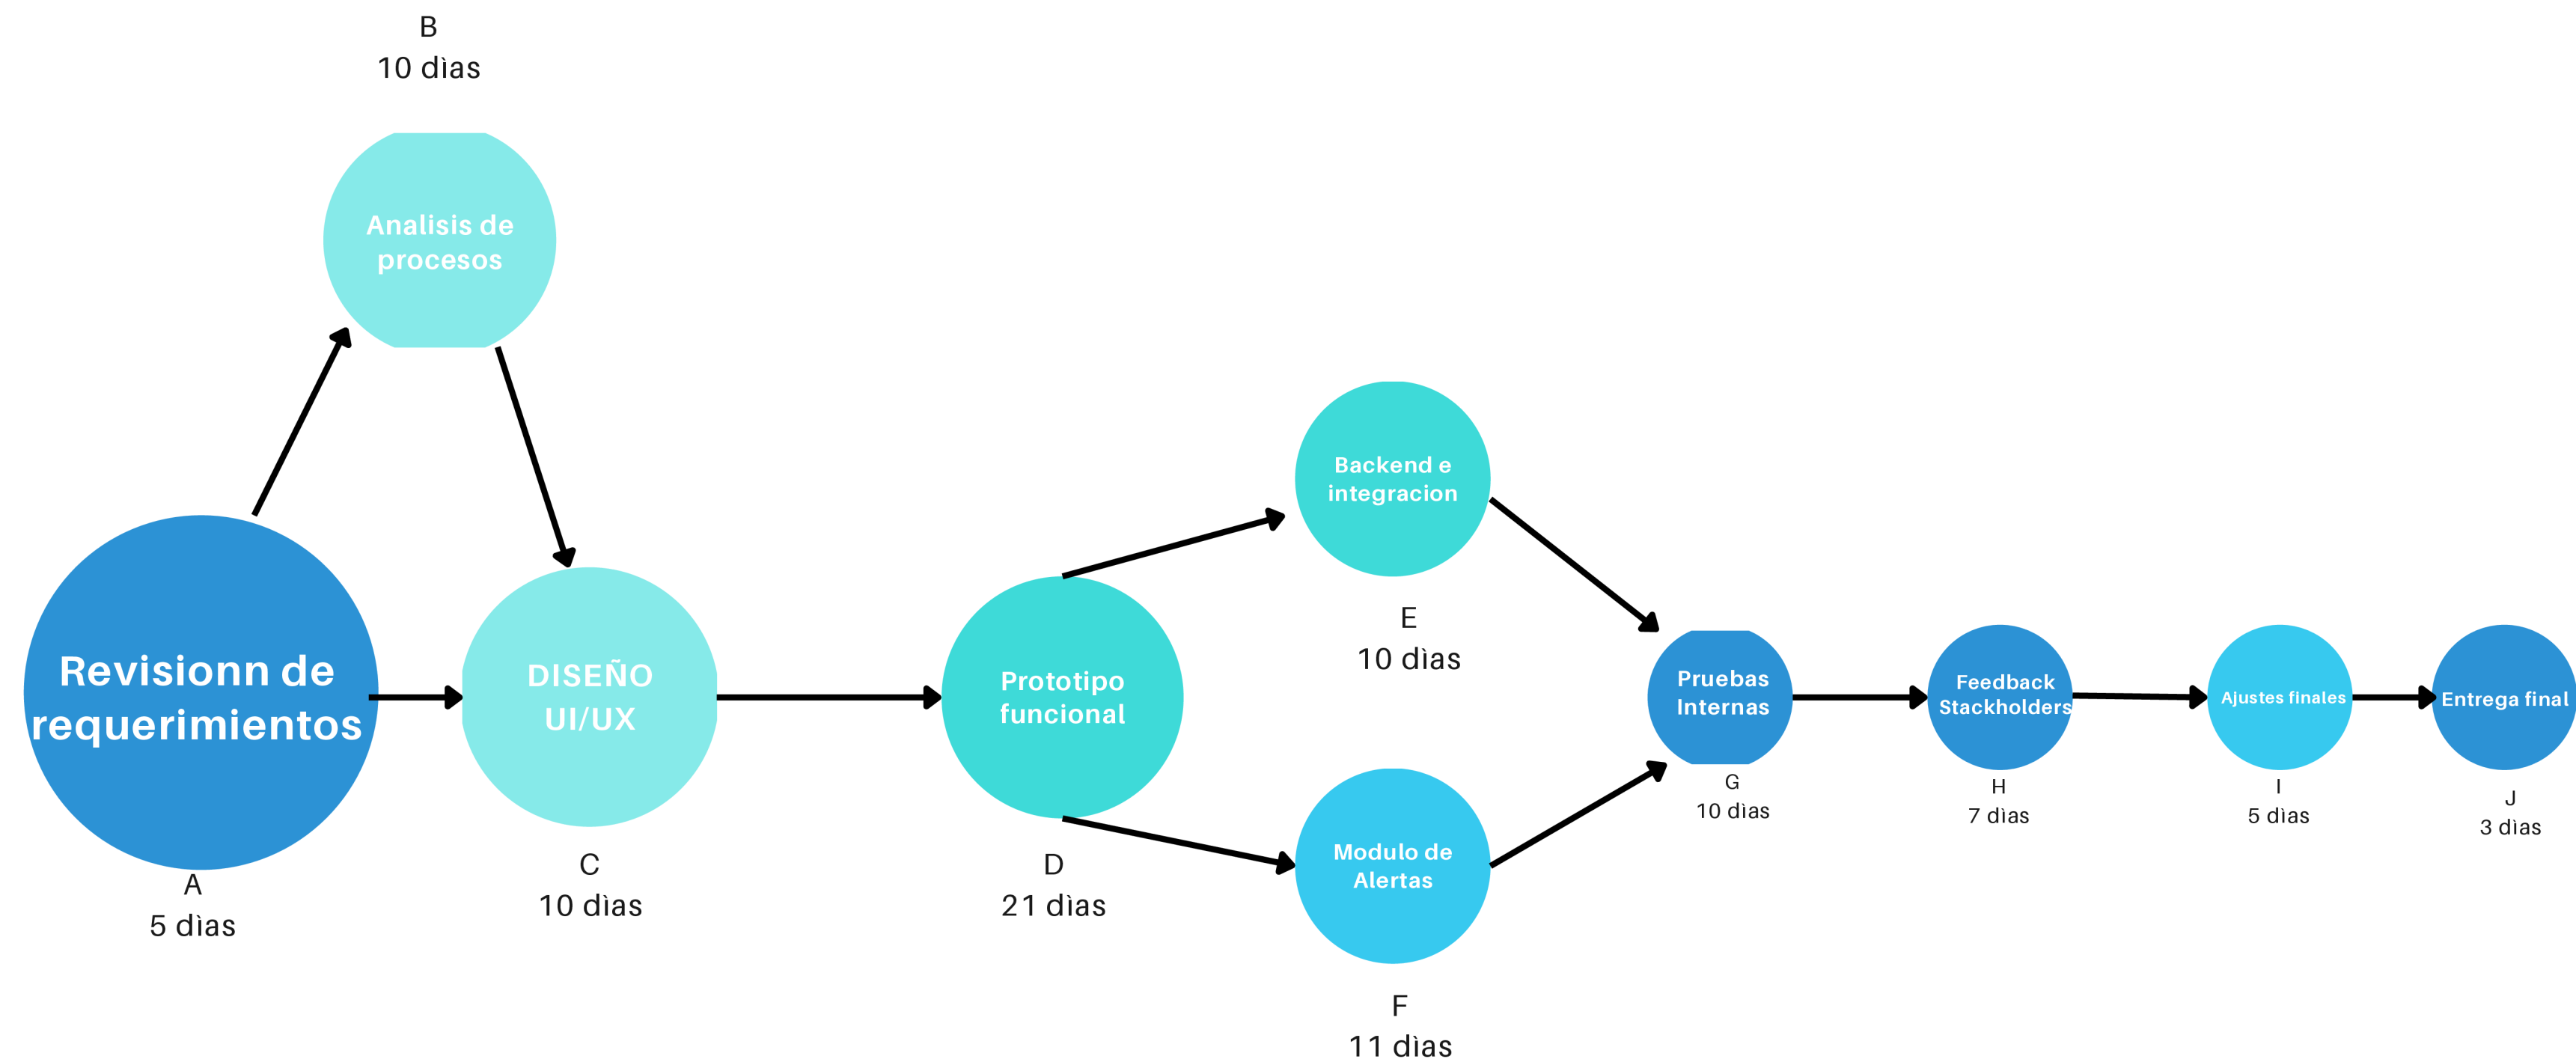 B
10 dìas
Analisis de
procesos
Revisionn de
requerimientos
A
5 dìas
DISEÑO
UI/UX
C
10 dìas
Prototipo
funcional
D
21 dìas
Backend e
integracion
E
10 dìas
Modulo de
Alertas
F
11 dìas
Pruebas
Internas
G
10 dìas
Feedback
Stackholders
H
7 dìas
Ajustes finales
I
5 dìas
Entrega final
J
3 dìas